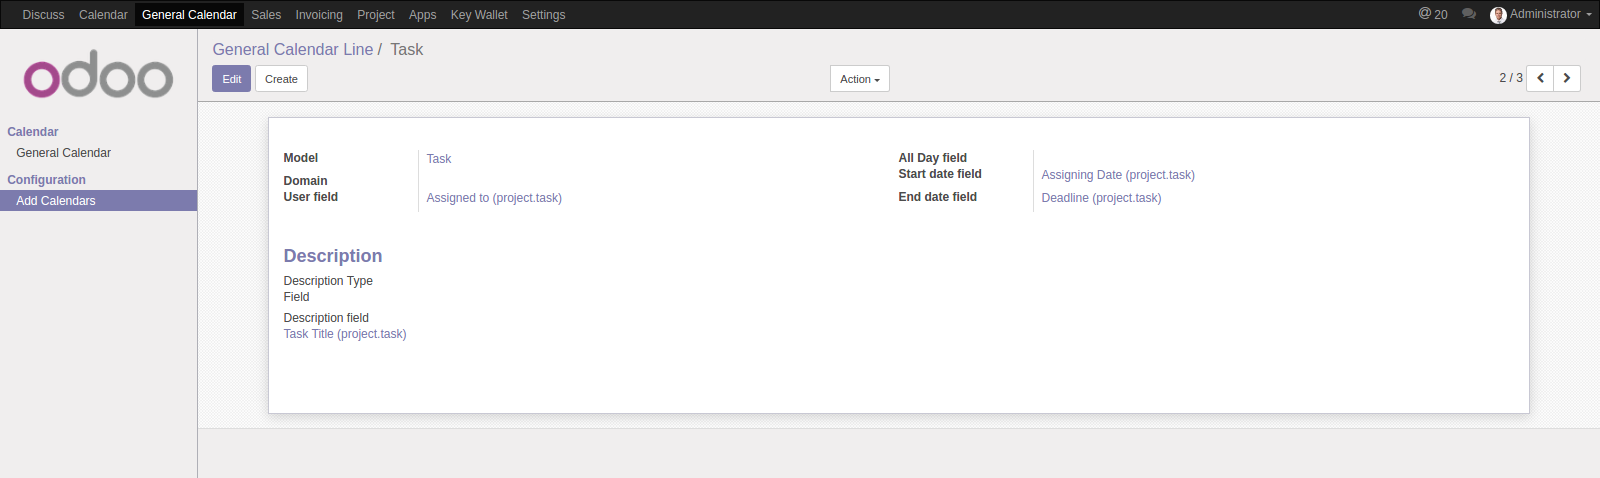 Discuss Calendar General Calendar Sales Invoicing Project Apps Key Wallet Settings @ 20 Administrator
odoo
General Calendar Line / Task
Edit Create Action 2 / 3
Calendar
General Calendar
Configuration
Add Calendars
Model Task
Domain
User field Assigned to (project.task)
All Day field
Start date field Assigning Date (project.task)
End date field Deadline (project.task)
Description
Description Type
Field
Description field
Task Title (project.task)